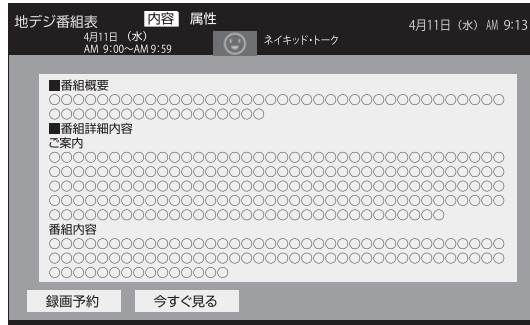 地デジ番組表 内容 属性
4月11日 (水) AM 9:13
4月11日 (水)
AM 9:00～AM 9:59
ネイキッド・トーク
■番組概要
○○○○○○○○○○○○○○○○○○○○○○○○○○○○○○○○○○○○○○
○○○○○○○○○○○○○○○○○○
■番組詳細内容
ご案内
○○○○○○○○○○○○○○○○○○○○○○○○○○○○○○○○○○○○○○
○○○○○○○○○○○○○○○○○○○○○○○○○○○○○○○○○○○○○○
○○○○○○○○○○○○○○○○○○○○○○○○○○○○○○○○○○○○○○
○○○○○○○○○○○○○○○○○○○○○○○○○○○○○○○○○○○○○○
○○○○○○○○○○○○○○○○○○○○○○○○○○○○○○○○○
番組内容
○○○○○○○○○○○○○○○○○○○○○○○○○○○○○○○○○○○○○○
○○○○○○○○○○○○○○○○○○○○○○○○○○○○○○○○○○○○○○
○○○○○○○○○○○○○○○
録画予約 今すぐ見る